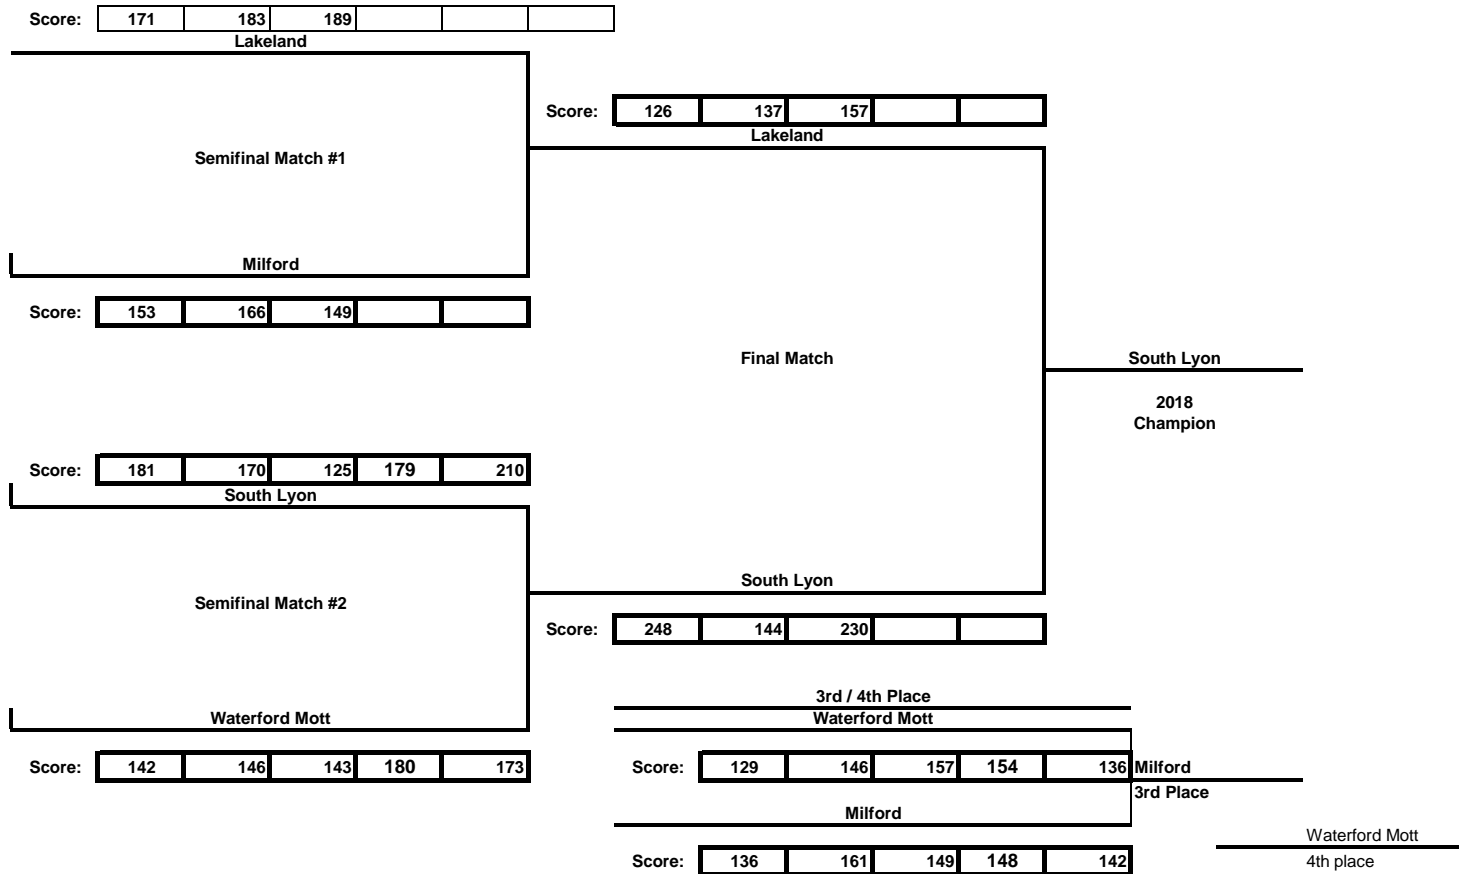 Score: 171 183 189
Lakeland
Score: 126 137 157
Lakeland
Semifinal Match #1
Milford
Score: 153 166 149
Final Match
South Lyon
2018
Champion
Score: 181 170 125 179 210
South Lyon
South Lyon
Semifinal Match #2
Score: 248 144 230
3rd / 4th Place
Waterford Mott
Waterford Mott
Score: 142 146 143 180 173
Score: 129 146 157 154 136 Milford
3rd Place
Milford
Waterford Mott
Score: 136 161 149 148 142
4th place